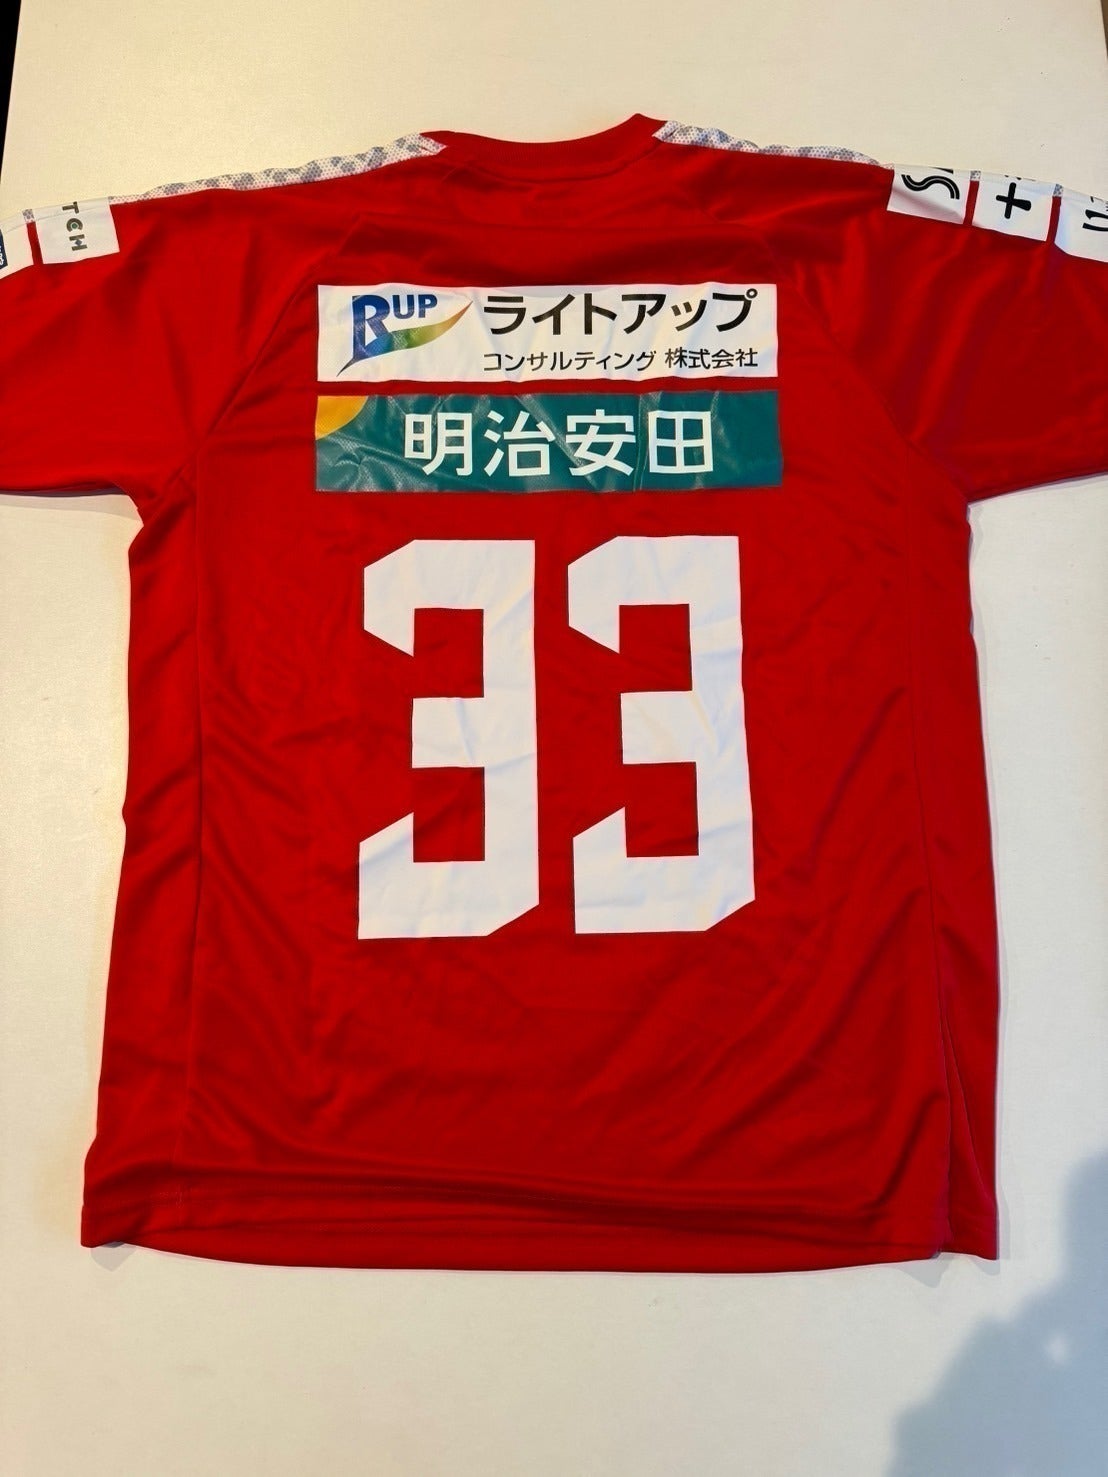 TCH
RUP ライトアップ
コンサルティング 株式会社
明治安田
33